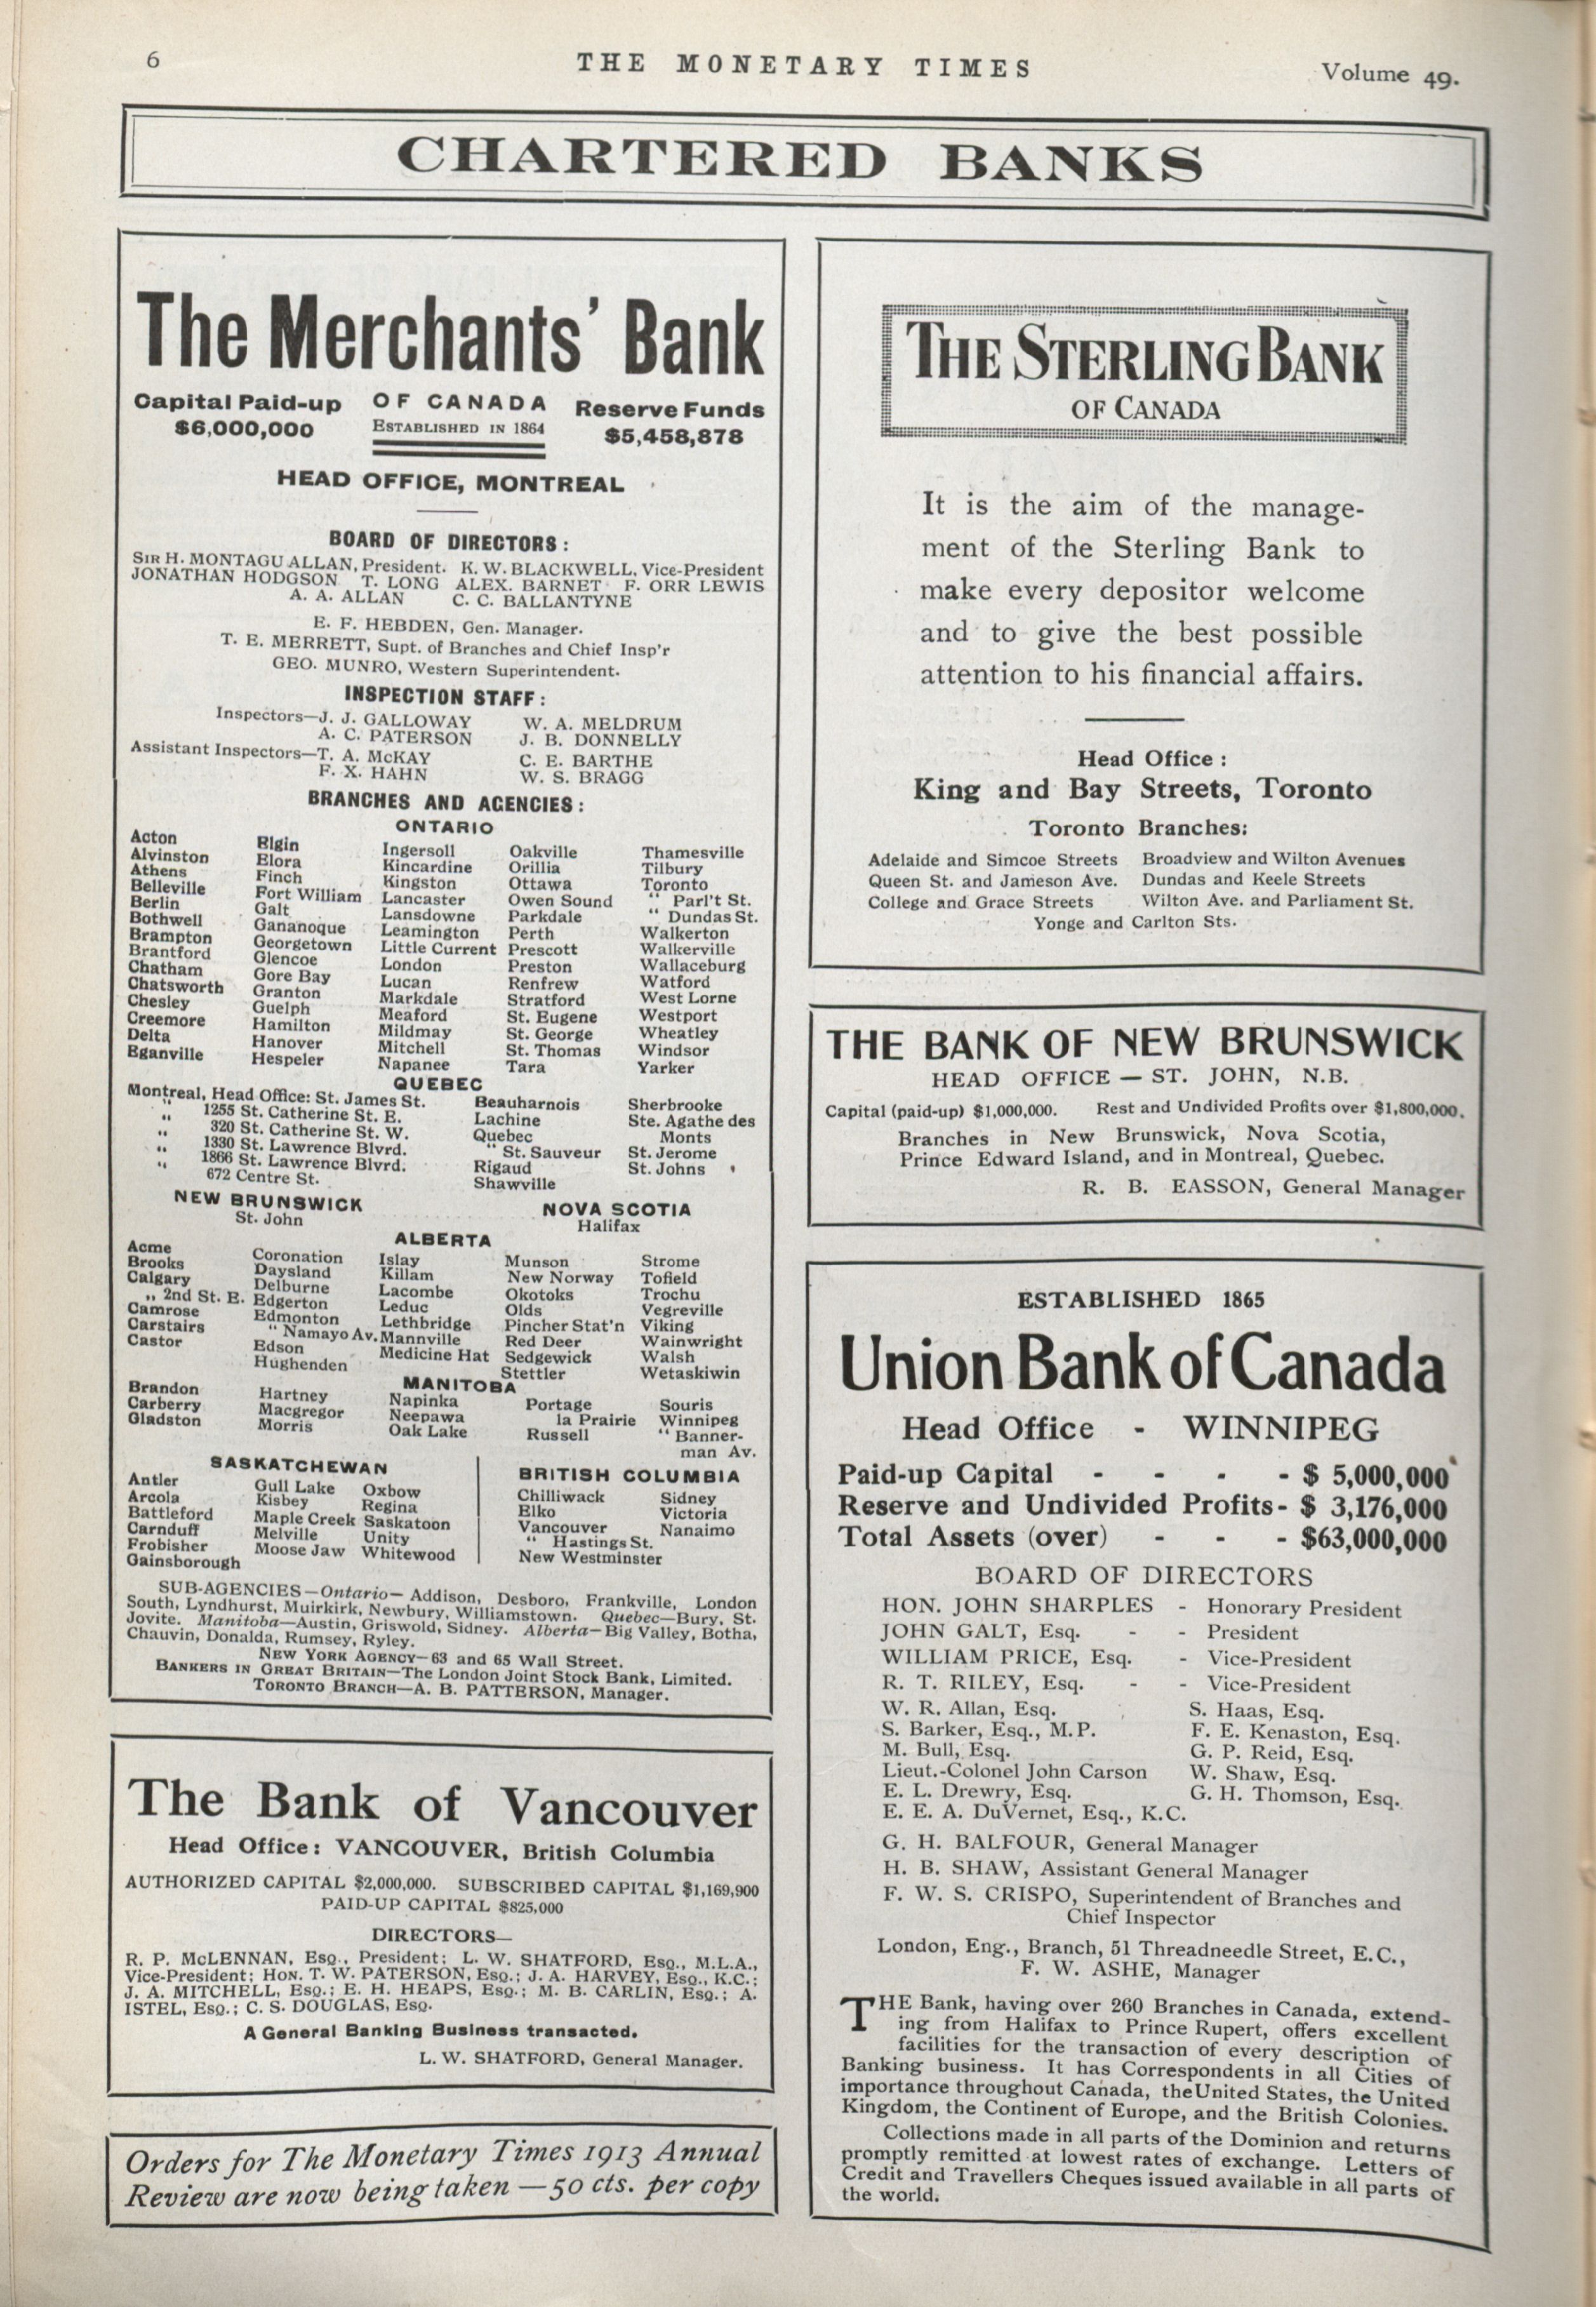 6
THE MONETARY TIMES
Volume 49.
CHARTERED BANKS
The Merchants' Bank
Capital Paid-up
$6,000,000
OF CANADA
ESTABLISHED IN 1864
Reserve Funds
$5,458,878
HEAD OFFICE, MONTREAL
BOARD OF DIRECTORS:
SIR H. MONTAGU ALLAN, President. K. W. BLACKWELL, Vice-President
JONATHAN HODGSON T. LONG ALEX. BARNET F. ORR LEWIS
A. A. ALLAN C. C. BALLANTYNE
E. F. HEBDEN, Gen. Manager.
T. E. MERRETT, Supt. of Branches and Chief Insp'r
GEO. MUNRO, Western Superintendent.
INSPECTION STAFF:
Inspectors—J. J. GALLOWAY W. A. MELDRUM
A. C. PATERSON J. B. DONNELLY
Assistant Inspectors—T. A. McKAY C. E. BARTHE
F. X. HAHN W. S. BRAGG
BRANCHES AND AGENCIES:
ONTARIO
Acton Elgin Ingersoll Oakville Thamesville
Alvinston Elora Kincardine Orillia Tilbury
Athens Finch Kingston Ottawa Toronto
Belleville Fort William Lancaster Owen Sound " Parl't St.
Berlin Galt Lansdowne Parkdale " Dundas St.
Bothwell Gananoque Leamington Perth Walkerton
Brampton Georgetown Little Current Prescott Walkerville
Brantford Glencoe London Preston Wallaceburg
Chatham Gore Bay Lucan Renfrew Watford
Chatsworth Granton Markdale Stratford West Lorne
Chesley Guelph Meaford St. Eugene Westport
Creemore Hamilton Mildmay St. George Wheatley
Delta Hanover Mitchell St. Thomas Windsor
Eganville Hespeler Napanee Tara Yarker
QUEBEC
Montreal, Head Office: St. James St. Beauharnois Sherbrooke
" 1255 St. Catherine St. E. Lachine Ste. Agathe des
" 320 St. Catherine St. W. Quebec Monts
" 1330 St. Lawrence Blvrd. " St. Sauveur St. Jerome
" 1866 St. Lawrence Blvrd. Rigaud St. Johns
" 672 Centre St. Shawville
NEW BRUNSWICK NOVA SCOTIA
St. John Halifax
ALBERTA
Acme Coronation Islay Munson Strome
Brooks Daysland Killam New Norway Tofield
Calgary Delburne Lacombe Okotoks Trochu
" 2nd St. E. Edgerton Leduc Olds Vegreville
Camrose Edmonton Lethbridge Pincher Stat'n Viking
Carstairs " Namayo Av. Mannville Red Deer Wainwright
Castor Edson Medicine Hat Sedgewick Walsh
Hughenden Stettler Wetaskiwin
MANITOBA
Brandon Hartney Napinka Portage Souris
Carberry Macgregor Neepawa la Prairie Winnipeg
Gladston Morris Oak Lake Russell " Banner-
man Av.
SASKATCHEWAN
Antler Gull Lake Oxbow
Arcola Kisbey Regina
Battleford Maple Creek Saskatoon
Carnduff Melville Unity
Frobisher Moose Jaw Whitewood
Gainsborough
BRITISH COLUMBIA
Chilliwack Sidney
Elko Victoria
Vancouver Nanaimo
" Hastings St.
New Westminster
SUB-AGENCIES—Ontario—Addison, Desboro, Frankville, London
South, Lyndhurst, Muirkirk, Newbury, Williamstown. Quebec—Bury, St.
Jovite. Manitoba—Austin, Griswold, Sidney. Alberta—Big Valley, Botha,
Chauvin, Donalda, Rumsey, Ryley.
NEW YORK AGENCY—63 and 65 Wall Street.
BANKERS IN GREAT BRITAIN—The London Joint Stock Bank, Limited.
TORONTO BRANCH—A. B. PATTERSON, Manager.
The Bank of Vancouver
Head Office: VANCOUVER, British Columbia
AUTHORIZED CAPITAL $2,000,000. SUBSCRIBED CAPITAL $1,169,900
PAID-UP CAPITAL $825,000
DIRECTORS—
R. P. McLENNAN, ESQ., President; L. W. SHATFORD, ESQ., M.L.A.,
Vice-President; HON. T. W. PATERSON, ESQ.; J. A. HARVEY, ESQ., K.C.;
J. A. MITCHELL, ESQ.; E. H. HEAPS, ESQ.; M. B. CARLIN, ESQ.; A.
ISTEL, ESQ.; C. S. DOUGLAS, ESQ.
A General Banking Business transacted.
L. W. SHATFORD, General Manager.
Orders for The Monetary Times 1913 Annual
Review are now being taken — 50 cts. per copy
THE STERLING BANK
OF CANADA
It is the aim of the manage-
ment of the Sterling Bank to
make every depositor welcome
and to give the best possible
attention to his financial affairs.
Head Office:
King and Bay Streets, Toronto
Toronto Branches:
Adelaide and Simcoe Streets Broadview and Wilton Avenues
Queen St. and Jameson Ave. Dundas and Keele Streets
College and Grace Streets Wilton Ave. and Parliament St.
Yonge and Carlton Sts.
THE BANK OF NEW BRUNSWICK
HEAD OFFICE — ST. JOHN, N.B.
Capital (paid-up) $1,000,000. Rest and Undivided Profits over $1,800,000.
Branches in New Brunswick, Nova Scotia,
Prince Edward Island, and in Montreal, Quebec.
R. B. EASSON, General Manager
ESTABLISHED 1865
Union Bank of Canada
Head Office - WINNIPEG
Paid-up Capital - - - - $ 5,000,000
Reserve and Undivided Profits - $ 3,176,000
Total Assets (over) - - - $63,000,000
BOARD OF DIRECTORS
HON. JOHN SHARPLES - Honorary President
JOHN GALT, Esq. - - President
WILLIAM PRICE, Esq. - Vice-President
R. T. RILEY, Esq. - - Vice-President
W. R. Allan, Esq. S. Haas, Esq.
S. Barker, Esq., M.P. F. E. Kenaston, Esq.
M. Bull, Esq. G. P. Reid, Esq.
Lieut.-Colonel John Carson W. Shaw, Esq.
E. L. Drewry, Esq. G. H. Thomson, Esq.
E. E. A. DuVernet, Esq., K.C.
G. H. BALFOUR, General Manager
H. B. SHAW, Assistant General Manager
F. W. S. CRISPO, Superintendent of Branches and
Chief Inspector
London, Eng., Branch, 51 Threadneedle Street, E.C.,
F. W. ASHE, Manager
THE Bank, having over 260 Branches in Canada, extend-
ing from Halifax to Prince Rupert, offers excellent
facilities for the transaction of every description of
Banking business. It has Correspondents in all Cities of
importance throughout Canada, the United States, the United
Kingdom, the Continent of Europe, and the British Colonies.
Collections made in all parts of the Dominion and returns
promptly remitted at lowest rates of exchange. Letters of
Credit and Travellers Cheques issued available in all parts of
the world.